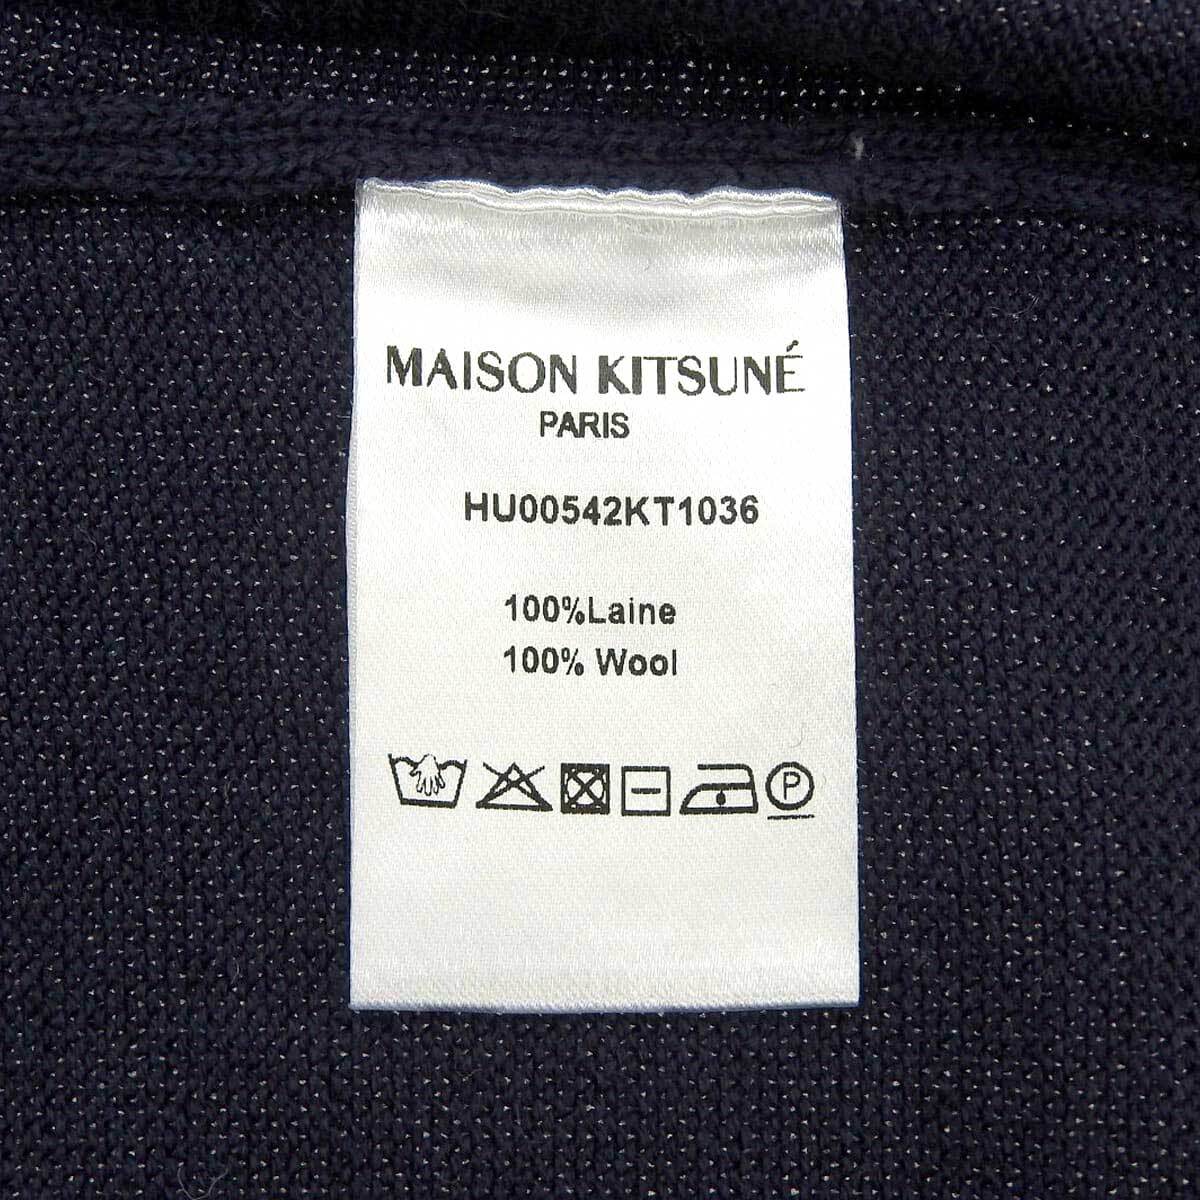 MAISON KITSUNÉ
PARIS
HU00542KT1036
100%Laine
100% Wool
P